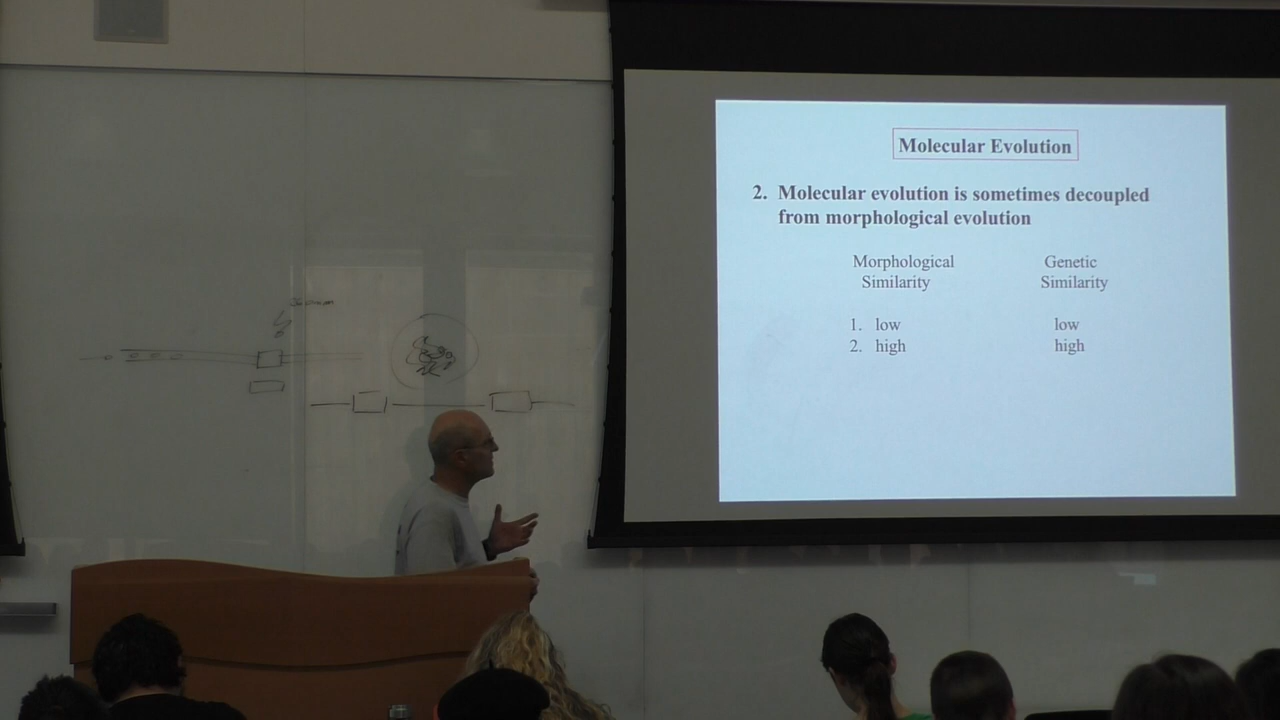 Molecular Evolution
2. Molecular evolution is sometimes decoupled
from morphological evolution
Morphological Genetic
Similarity Similarity
1. low low
2. high high